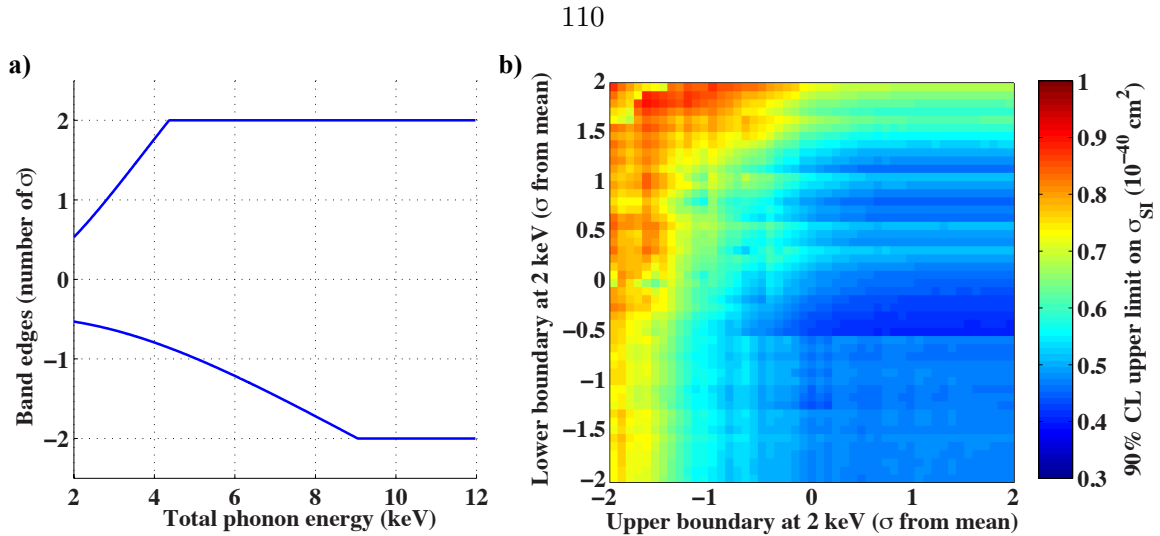 110
a)
2
1
0
−1
−2
Band edges (number of σ)
2 4 6 8 10 12
Total phonon energy (keV)
b)
2
1.5
1
0.5
0
−0.5
−1
−1.5
−2
Lower boundary at 2 keV (σ from mean)
−2 −1 0 1 2
Upper boundary at 2 keV (σ from mean)
1
0.9
0.8
0.7
0.6
0.5
0.4
0.3
90% CL upper limit on σ_SI (10⁻⁴⁰ cm²)